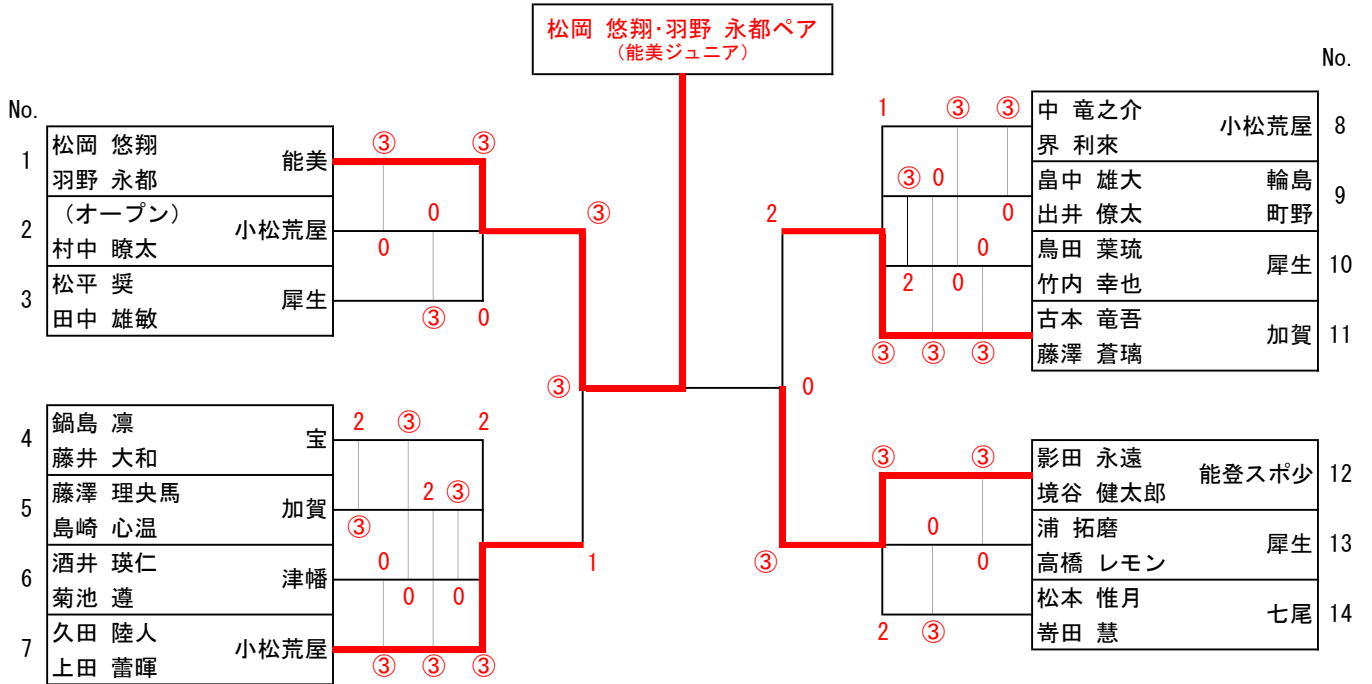 松岡 悠翔・羽野 永都ペア
(能美ジュニア)
No.
1
松岡 悠翔
羽野 永都
能美
2
(オープン)
村中 瞭太
小松荒屋
3
松平 奨
田中 雄敏
犀生
③ ③
0
0
③ 0
③
4
鍋島 凛
藤井 大和
宝
5
藤澤 理央馬
島崎 心温
加賀
6
酒井 瑛仁
菊池 遵
津幡
7
久田 陸人
上田 蕾暉
小松荒屋
2 ③ 2
2 ③
③
0
0 0
③ ③ ③
③
1
No.
中 竜之介
界 利來
小松荒屋
8
畠中 雄大
出井 僚太
輪島
町野
9
鳥田 葉琉
竹内 幸也
犀生
10
古本 竜吾
藤澤 蒼璃
加賀
11
1 ③ ③
③ 0
0
0
2 0
③ ③ ③
2
0
影田 永遠
境谷 健太郎
能登スポ少
12
浦 拓磨
高橋 レモン
犀生
13
松本 惟月
嵜田 慧
七尾
14
③ ③
0
0
2 ③
③